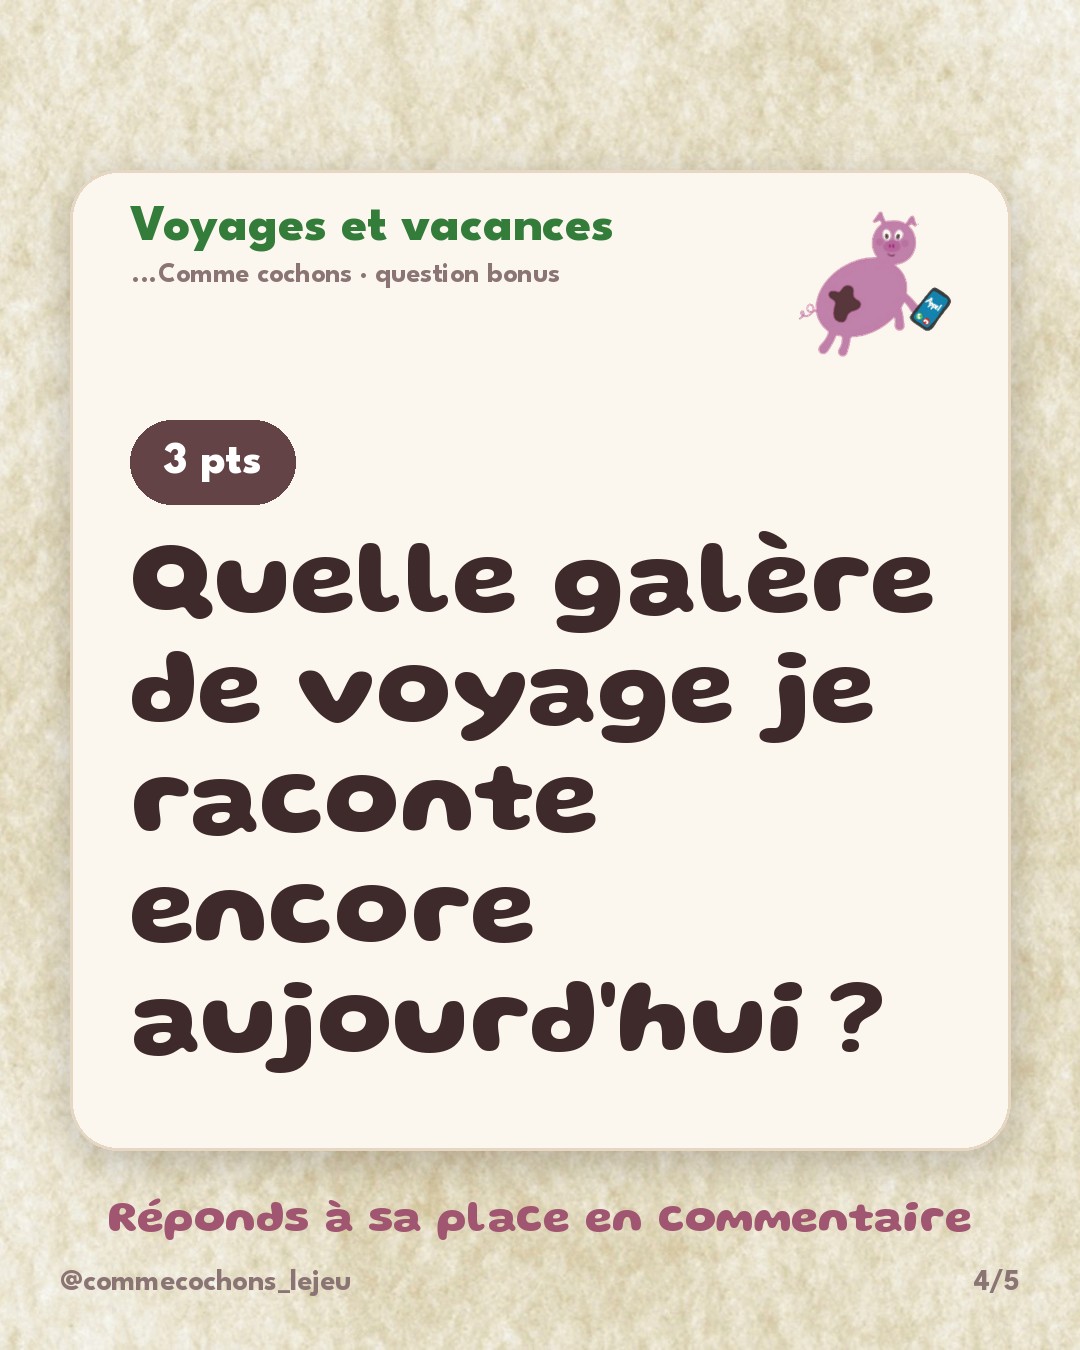 Voyages et vacances
...Comme cochons · question bonus
3 pts
Quelle galère
de voyage je
raconte
encore
aujourd'hui ?
Réponds à sa place en commentaire
@commecochons_lejeu
4/5